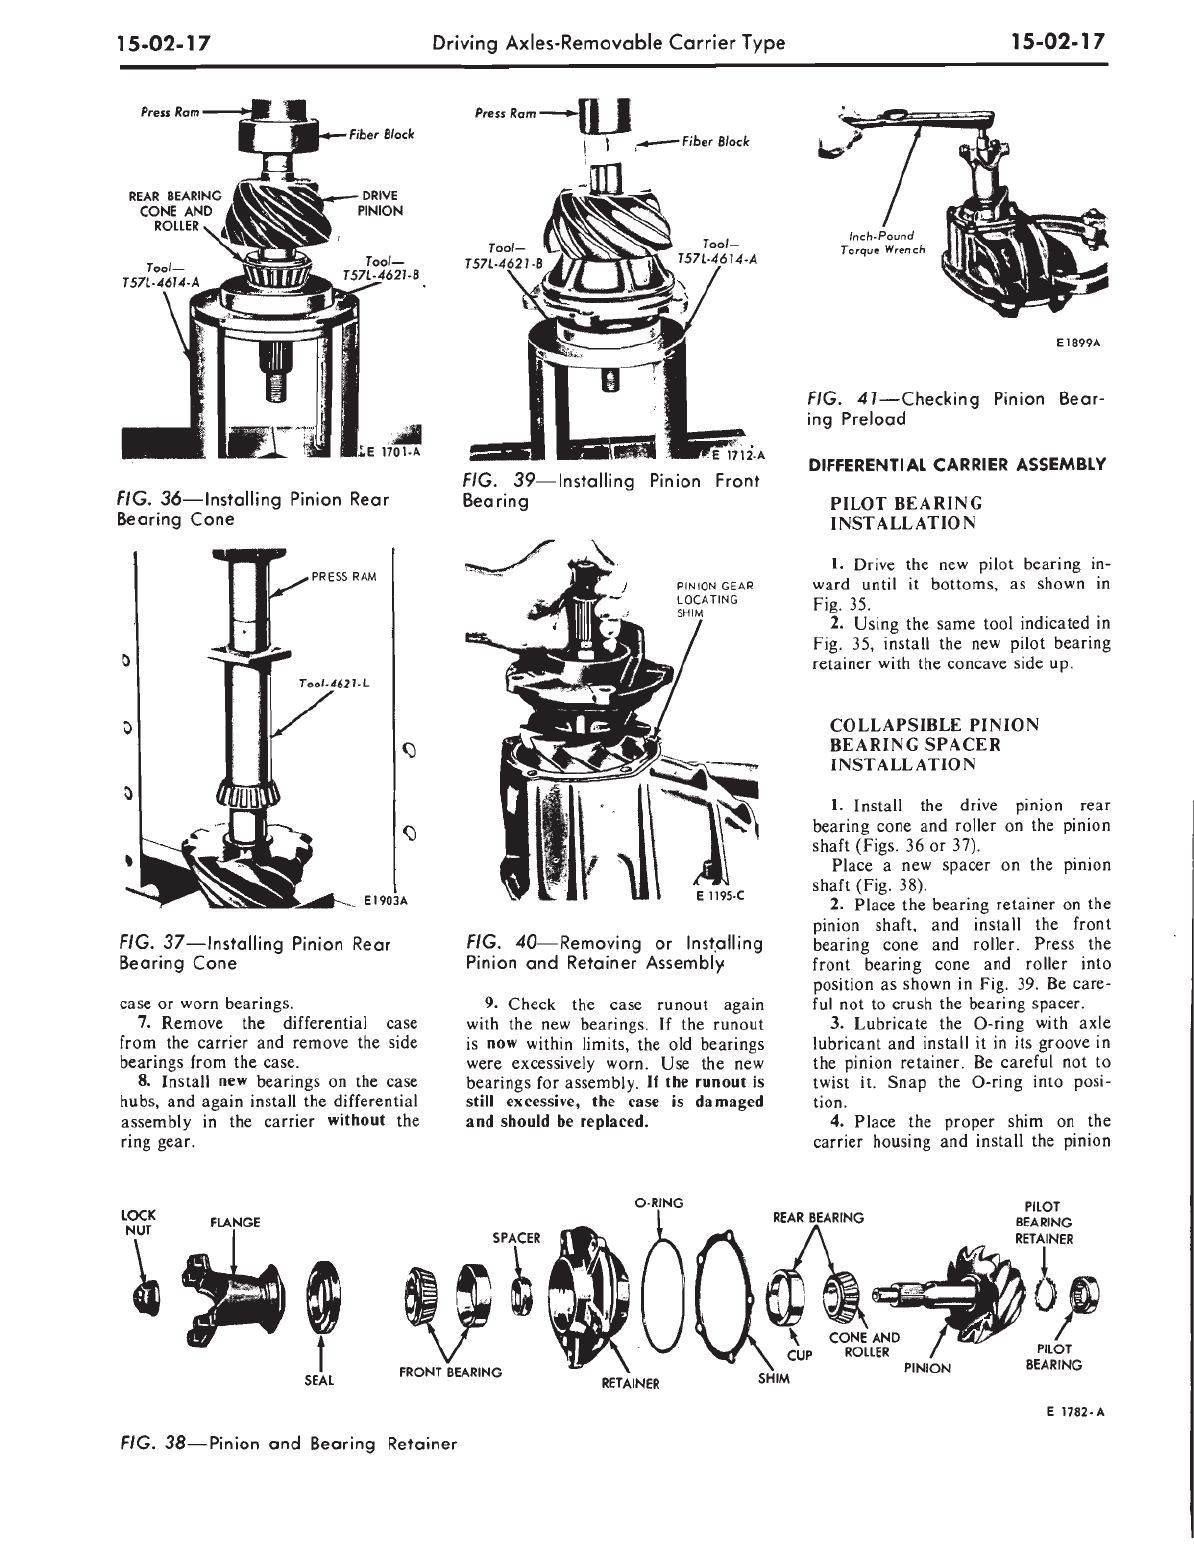 15-02-17
Driving Axles-Removable Carrier Type
15-02-17
Press Ram
Fiber Block
REAR BEARING
CONE AND
ROLLER
DRIVE
PINION
Tool—
T57L-4614-A
Tool—
T57L-4621-B
E 1701-A
FIG. 36—Installing Pinion Rear
Bearing Cone
PRESS RAM
Tool-4621-L
E1903A
FIG. 37—Installing Pinion Rear
Bearing Cone
case or worn bearings.
7. Remove the differential case
from the carrier and remove the side
bearings from the case.
8. Install new bearings on the case
hubs, and again install the differential
assembly in the carrier without the
ring gear.
Press Ram
Fiber Block
Tool—
T57L-4621-B
Tool—
T57L-4614-A
E 1712-A
FIG. 39—Installing Pinion Front
Bearing
PINION GEAR
LOCATING
SHIM
E 1195-C
FIG. 40—Removing or Installing
Pinion and Retainer Assembly
9. Check the case runout again
with the new bearings. If the runout
is now within limits, the old bearings
were excessively worn. Use the new
bearings for assembly. If the runout is
still excessive, the case is damaged
and should be replaced.
Inch-Pound
Torque Wrench
E1899A
FIG. 41—Checking Pinion Bear-
ing Preload
DIFFERENTIAL CARRIER ASSEMBLY
PILOT BEARING
INSTALLATION
1. Drive the new pilot bearing in-
ward until it bottoms, as shown in
Fig. 35.
2. Using the same tool indicated in
Fig. 35, install the new pilot bearing
retainer with the concave side up.
COLLAPSIBLE PINION
BEARING SPACER
INSTALLATION
1. Install the drive pinion rear
bearing cone and roller on the pinion
shaft (Figs. 36 or 37).
Place a new spacer on the pinion
shaft (Fig. 38).
2. Place the bearing retainer on the
pinion shaft, and install the front
bearing cone and roller. Press the
front bearing cone and roller into
position as shown in Fig. 39. Be care-
ful not to crush the bearing spacer.
3. Lubricate the O-ring with axle
lubricant and install it in its groove in
the pinion retainer. Be careful not to
twist it. Snap the O-ring into posi-
tion.
4. Place the proper shim on the
carrier housing and install the pinion
LOCK
NUT
FLANGE
SEAL
FRONT BEARING
SPACER
RETAINER
O-RING
SHIM
REAR BEARING
CUP
CONE AND
ROLLER
PINION
PILOT
BEARING
RETAINER
PILOT
BEARING
E 1782-A
FIG. 38—Pinion and Bearing Retainer